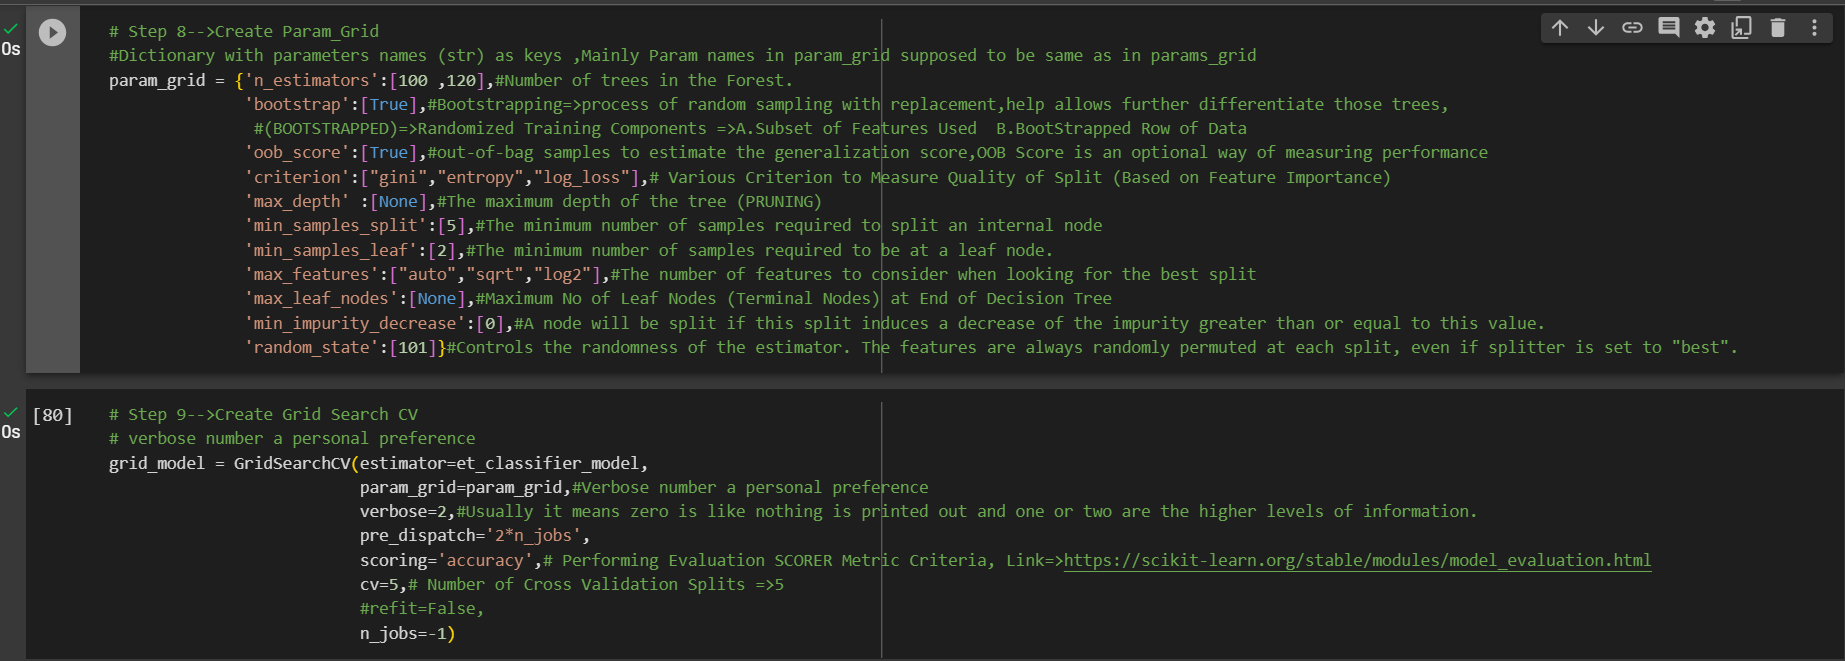 0s
# Step 8-->Create Param_Grid
#Dictionary with parameters names (str) as keys ,Mainly Param names in param_grid supposed to be same as in params_grid
param_grid = {'n_estimators':[100 ,120],#Number of trees in the Forest.
'bootstrap':[True],#Bootstrapping=>process of random sampling with replacement,help allows further differentiate those trees,
#(BOOTSTRAPPED)=>Randomized Training Components =>A.Subset of Features Used  B.BootStrapped Row of Data
'oob_score':[True],#out-of-bag samples to estimate the generalization score,OOB Score is an optional way of measuring performance
'criterion':["gini","entropy","log_loss"],# Various Criterion to Measure Quality of Split (Based on Feature Importance)
'max_depth' :[None],#The maximum depth of the tree (PRUNING)
'min_samples_split':[5],#The minimum number of samples required to split an internal node
'min_samples_leaf':[2],#The minimum number of samples required to be at a leaf node.
'max_features':["auto","sqrt","log2"],#The number of features to consider when looking for the best split
'max_leaf_nodes':[None],#Maximum No of Leaf Nodes (Terminal Nodes) at End of Decision Tree
'min_impurity_decrease':[0],#A node will be split if this split induces a decrease of the impurity greater than or equal to this value.
'random_state':[101]}#Controls the randomness of the estimator. The features are always randomly permuted at each split, even if splitter is set to "best".
[80]
0s
# Step 9-->Create Grid Search CV
# verbose number a personal preference
grid_model = GridSearchCV(estimator=et_classifier_model,
param_grid=param_grid,#Verbose number a personal preference
verbose=2,#Usually it means zero is like nothing is printed out and one or two are the higher levels of information.
pre_dispatch='2*n_jobs',
scoring='accuracy',# Performing Evaluation SCORER Metric Criteria, Link=>https://scikit-learn.org/stable/modules/model_evaluation.html
cv=5,# Number of Cross Validation Splits =>5
#refit=False,
n_jobs=-1)